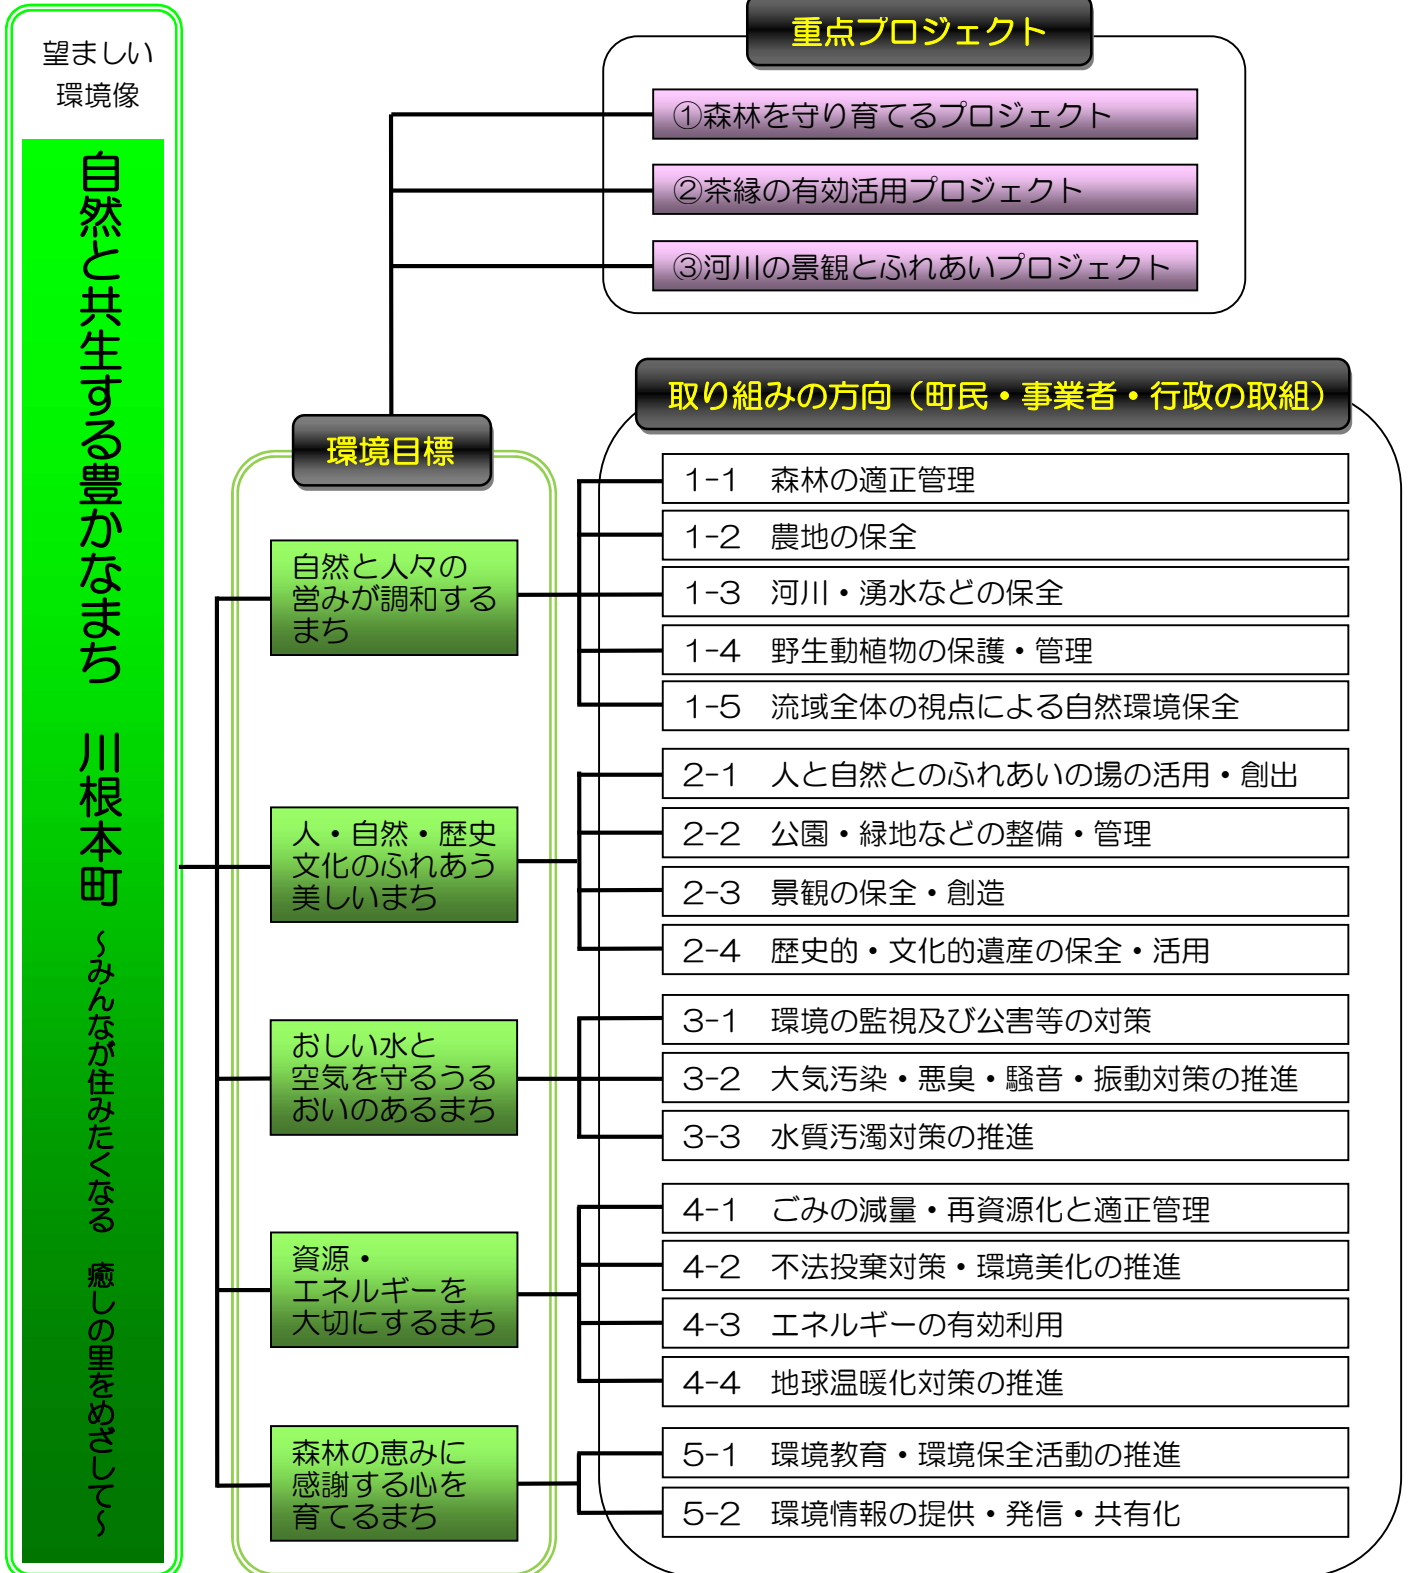 望ましい
環境像
自然と共生する豊かなまち　川根本町　～みんなが住みたくなる　癒しの里をめざして～
重点プロジェクト
①森林を守り育てるプロジェクト
②茶縁の有効活用プロジェクト
③河川の景観とふれあいプロジェクト
環境目標
取り組みの方向（町民・事業者・行政の取組）
自然と人々の
営みが調和する
まち
1-1　森林の適正管理
1-2　農地の保全
1-3　河川・湧水などの保全
1-4　野生動植物の保護・管理
1-5　流域全体の視点による自然環境保全
人・自然・歴史
文化のふれあう
美しいまち
2-1　人と自然とのふれあいの場の活用・創出
2-2　公園・緑地などの整備・管理
2-3　景観の保全・創造
2-4　歴史的・文化的遺産の保全・活用
おしい水と
空気を守るうる
おいのあるまち
3-1　環境の監視及び公害等の対策
3-2　大気汚染・悪臭・騒音・振動対策の推進
3-3　水質汚濁対策の推進
資源・
エネルギーを
大切にするまち
4-1　ごみの減量・再資源化と適正管理
4-2　不法投棄対策・環境美化の推進
4-3　エネルギーの有効利用
4-4　地球温暖化対策の推進
森林の恵みに
感謝する心を
育てるまち
5-1　環境教育・環境保全活動の推進
5-2　環境情報の提供・発信・共有化